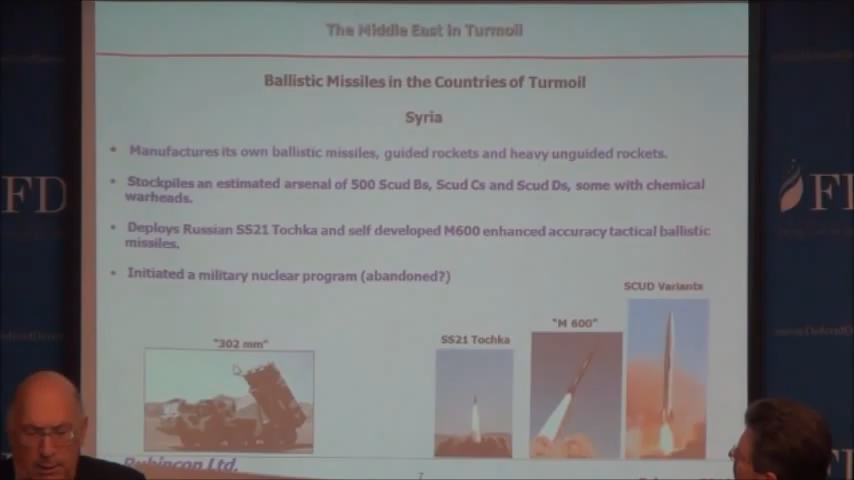 The Middle East in Turmoil
Ballistic Missiles in the Countries of Turmoil
Syria
• Manufactures its own ballistic missiles, guided rockets and heavy unguided rockets.
• Stockpiles an estimated arsenal of 500 Scud Bs, Scud Cs and Scud Ds, some with chemical
warheads.
• Deploys Russian SS21 Tochka and self developed M600 enhanced accuracy tactical ballistic
missiles.
• Initiated a military nuclear program (abandoned?)
SCUD Variants
"M 600"
SS21 Tochka
"302 mm"
Rubincon Ltd.
7
FD
FD